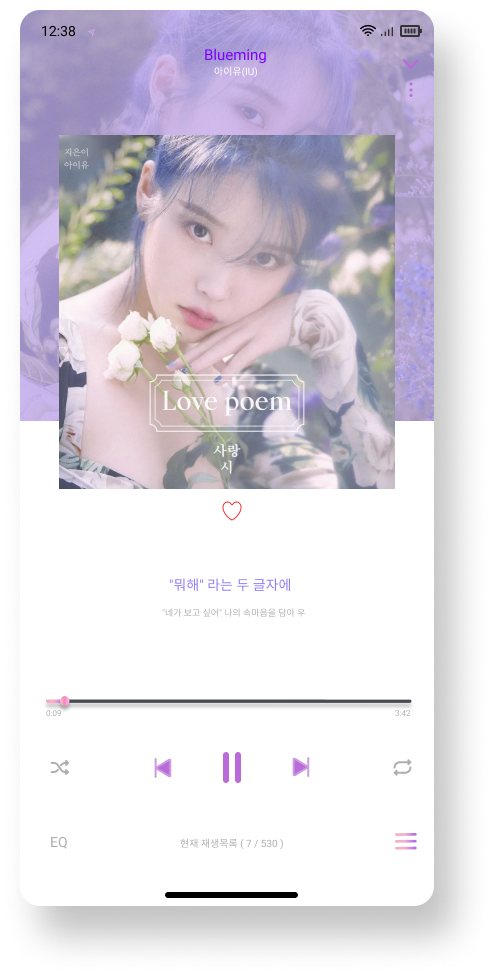 12:38
Blueming
아이유(IU)
지은이
아이유
Love poem
사랑
시
"뭐해" 라는 두 글자에
"네가 보고 싶어" 나의 속마음을 담아 우
0:09
3:42
EQ
현재 재생목록 ( 7 / 530 )